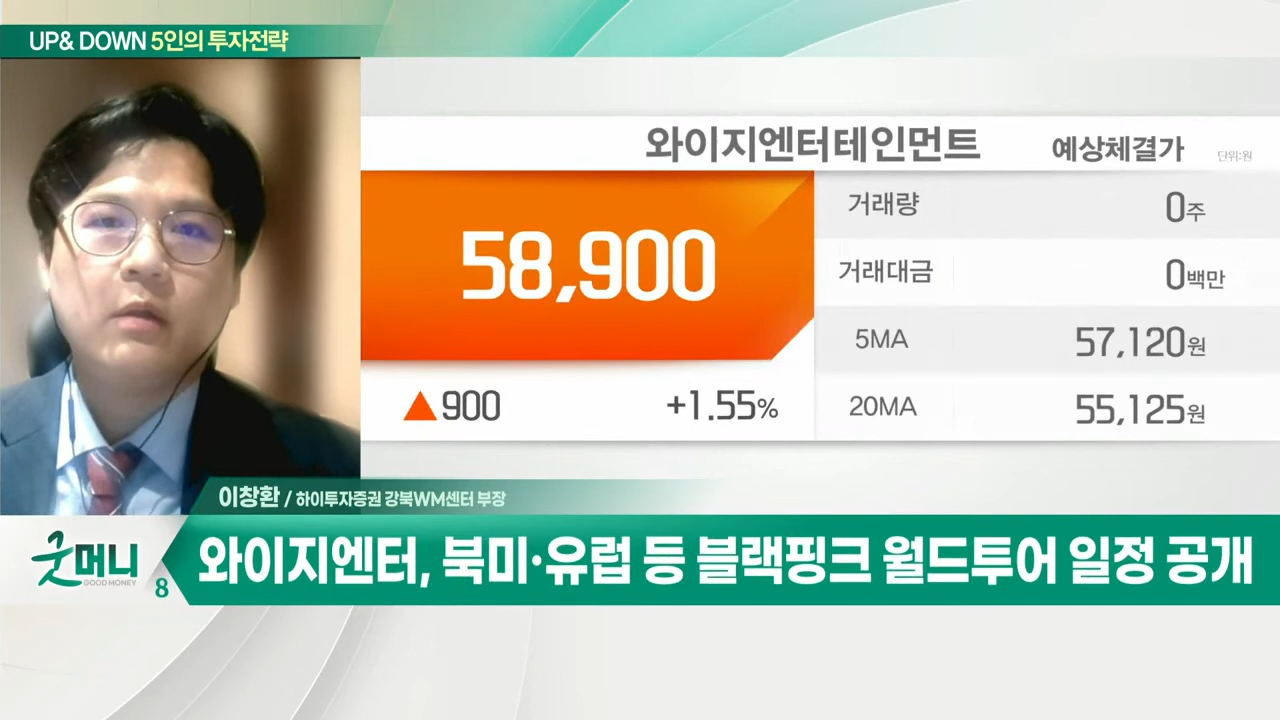 UP& DOWN 5인의 투자전략
와이지엔터테인먼트 예상체결가 단위:원
58,900
▲900 +1.55%
거래량 0주
거래대금 0백만
5MA 57,120원
20MA 55,125원
이창환 / 하이투자증권 강북WM센터 부장
굿머니
GOOD MONEY
8
와이지엔터, 북미·유럽 등 블랙핑크 월드투어 일정 공개